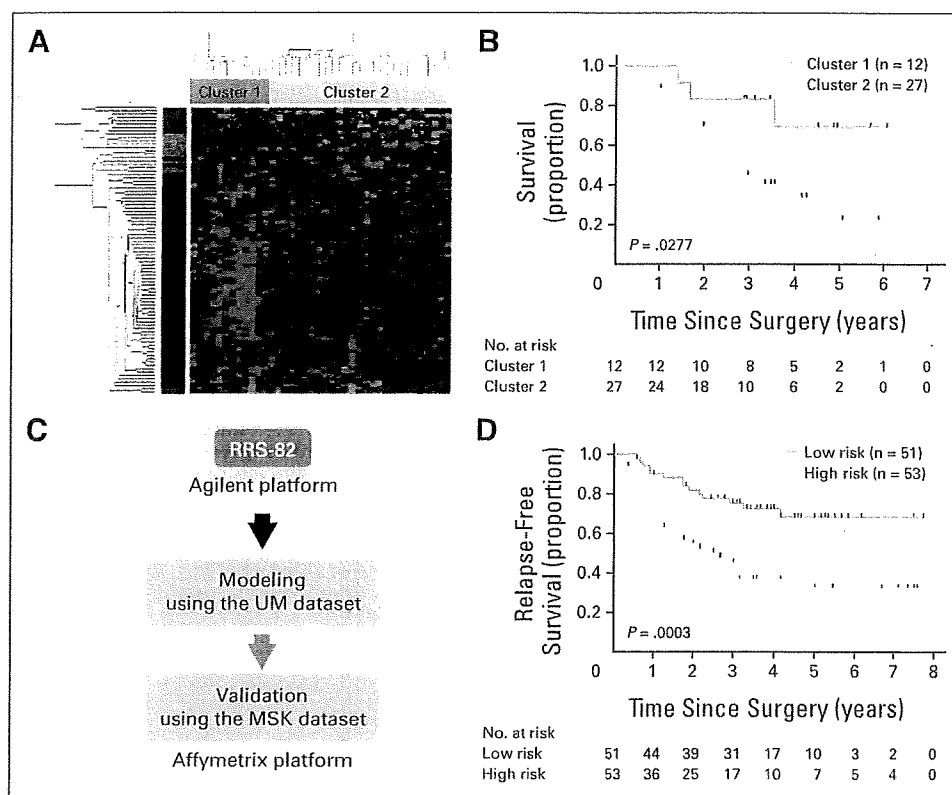 A
Cluster 1
Cluster 2
B
Survival
(proportion)
1.0
0.8
0.6
0.4
0.2
0
1 2 3 4 5 6 7
Cluster 1 (n = 12)
Cluster 2 (n = 27)
P = .0277
Time Since Surgery (years)
No. at risk
Cluster 1 12 12 10 8 5 2 1 0
Cluster 2 27 24 18 10 6 2 0 0
C
RRS-82
Agilent platform
Modeling
using the UM dataset
Validation
using the MSK dataset
Affymetrix platform
D
Relapse-Free
Survival (proportion)
1.0
0.8
0.6
0.4
0.2
0
1 2 3 4 5 6 7 8
Low risk (n = 51)
High risk (n = 53)
P = .0003
Time Since Surgery (years)
No. at risk
Low risk 51 44 39 31 17 10 3 2 0
High risk 53 36 25 17 10 7 5 4 0